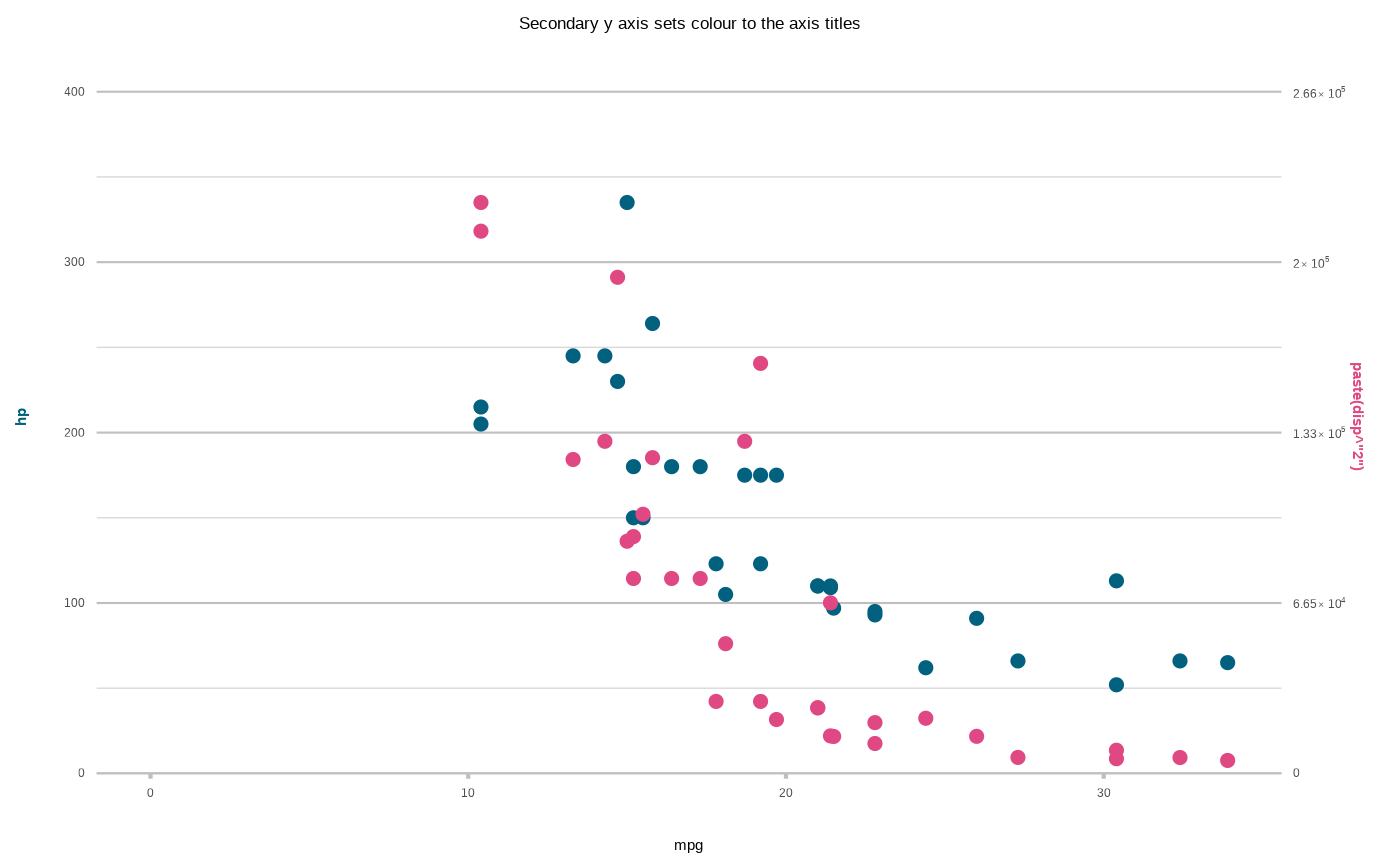 Secondary y axis sets colour to the axis titles
400
300
200
100
0
hp
2.66× 10⁵
2× 10⁵
1.33× 10⁵
6.65× 10⁴
0
paste(disp^"2")
0 10 20 30
mpg